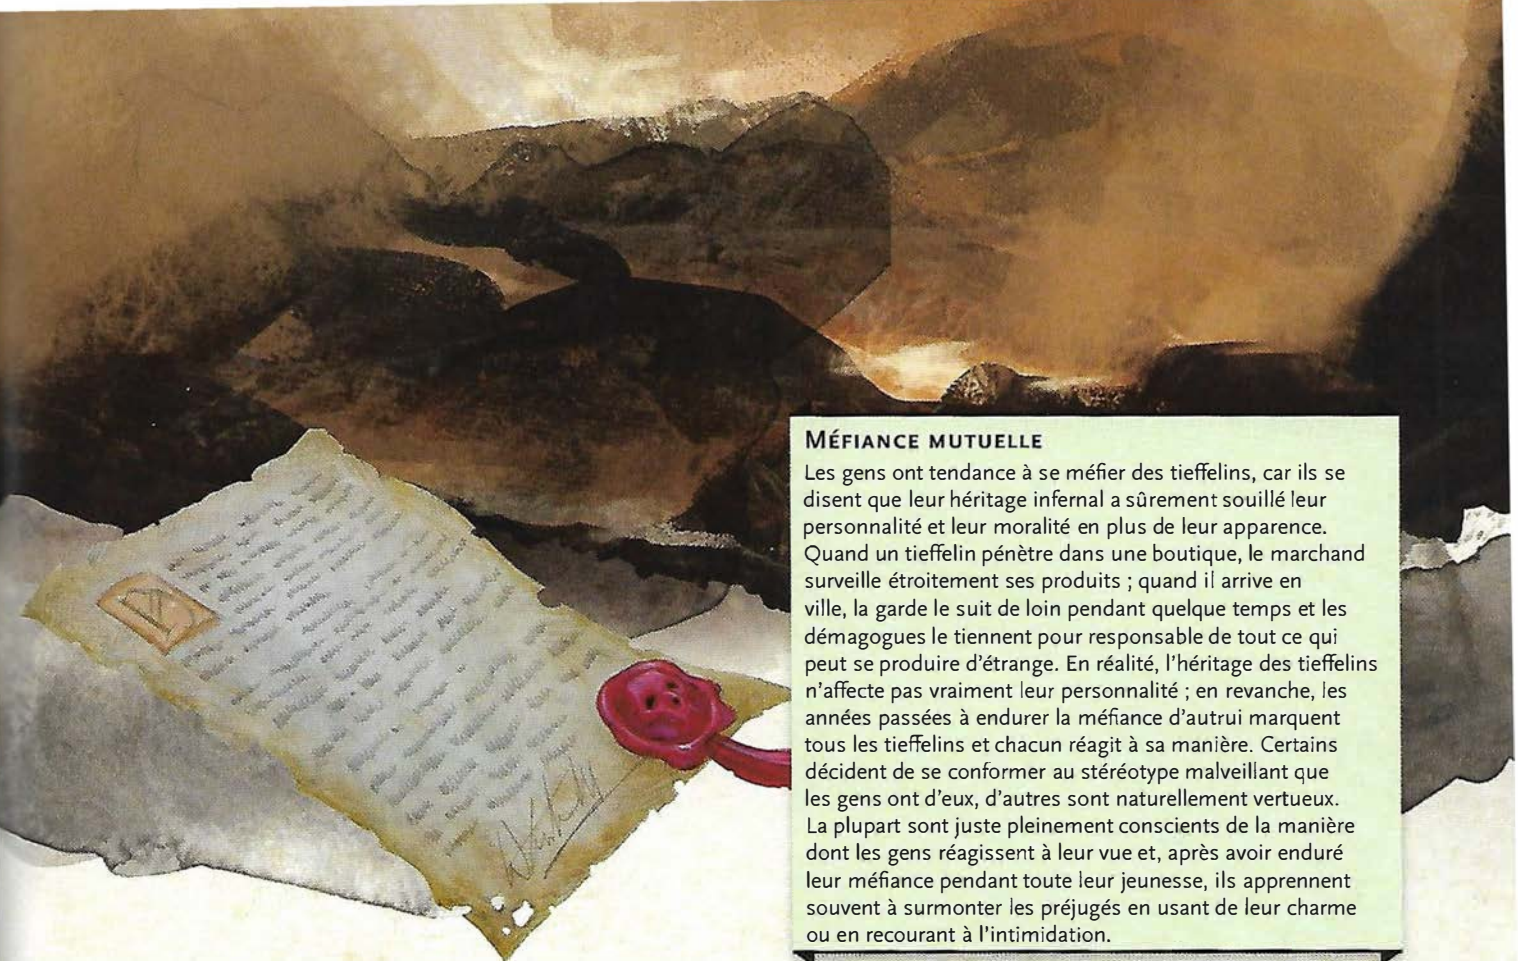 MÉFIANCE MUTUELLE
Les gens ont tendance à se méfier des tieffelins, car ils se
disent que leur héritage infernal a sûrement souillé leur
personnalité et leur moralité en plus de leur apparence.
Quand un tieffelin pénètre dans une boutique, le marchand
surveille étroitement ses produits ; quand il arrive en
ville, la garde le suit de loin pendant quelque temps et les
démagogues le tiennent pour responsable de tout ce qui
peut se produire d'étrange. En réalité, l'héritage des tieffelins
n'affecte pas vraiment leur personnalité ; en revanche, les
années passées à endurer la méfiance d'autrui marquent
tous les tieffelins et chacun réagit à sa manière. Certains
décident de se conformer au stéréotype malveillant que
les gens ont d'eux, d'autres sont naturellement vertueux.
La plupart sont juste pleinement conscients de la manière
dont les gens réagissent à leur vue et, après avoir enduré
leur méfiance pendant toute leur jeunesse, ils apprennent
souvent à surmonter les préjugés en usant de leur charme
ou en recourant à l'intimidation.